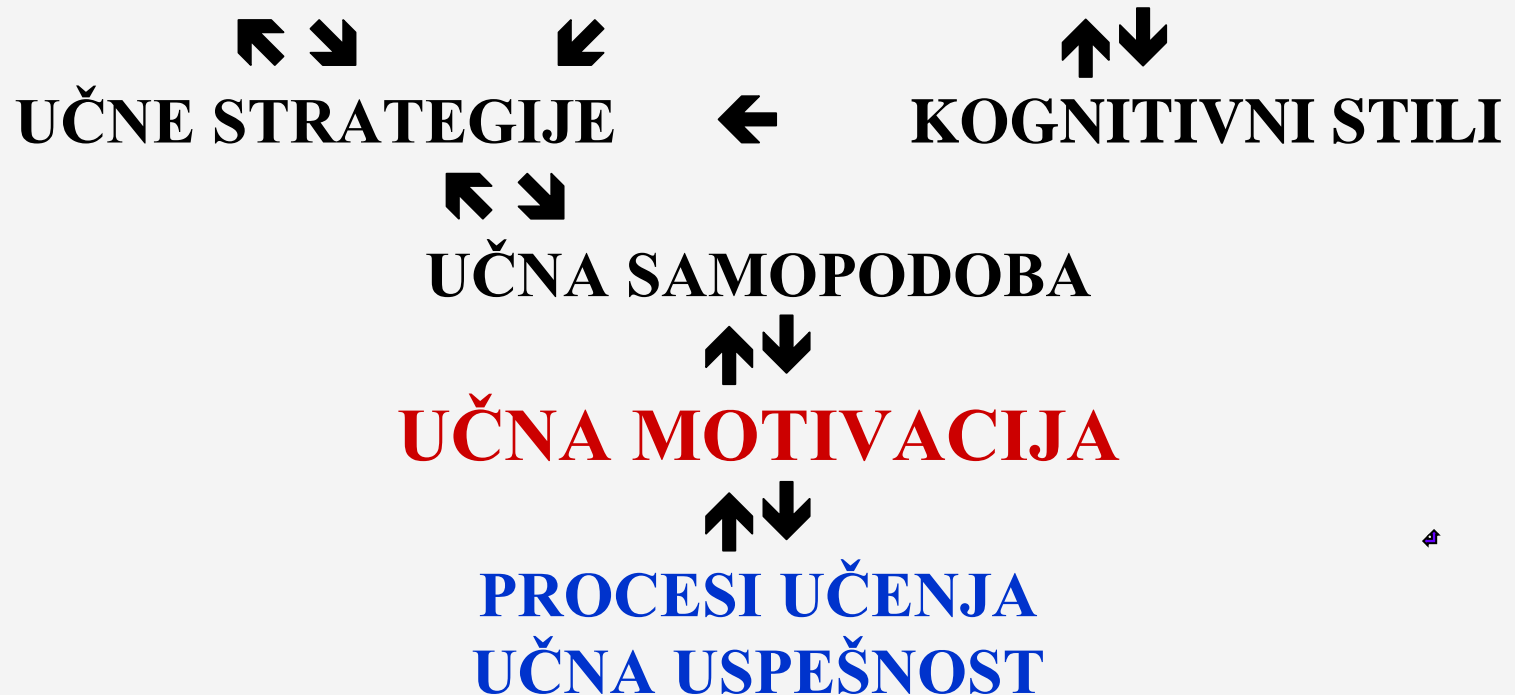 UČNE STRATEGIJE KOGNITIVNI STILI
UČNA SAMOPODOBA
UČNA MOTIVACIJA
PROCESI UČENJA
UČNA USPEŠNOST